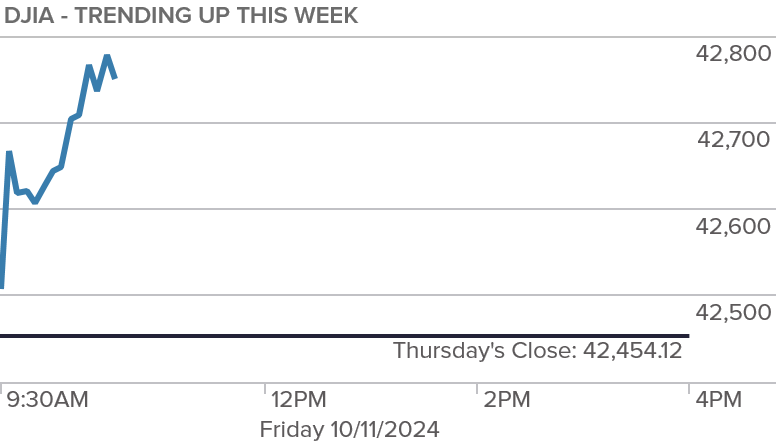 DJIA - TRENDING UP THIS WEEK
42,800
42,700
42,600
42,500
Thursday's Close: 42,454.12
9:30AM 12PM 2PM 4PM
Friday 10/11/2024